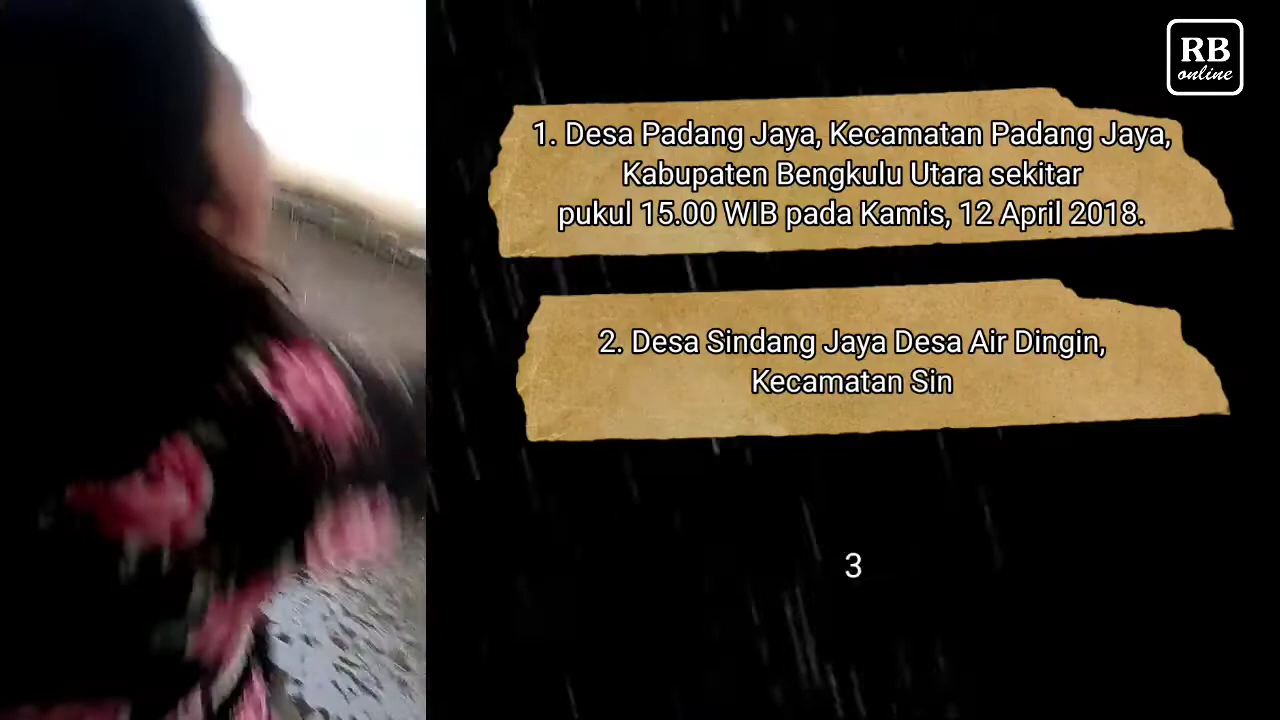 RB
online
1. Desa Padang Jaya, Kecamatan Padang Jaya,
Kabupaten Bengkulu Utara sekitar
pukul 15.00 WIB pada Kamis, 12 April 2018.
2. Desa Sindang Jaya Desa Air Dingin,
Kecamatan Sin
3